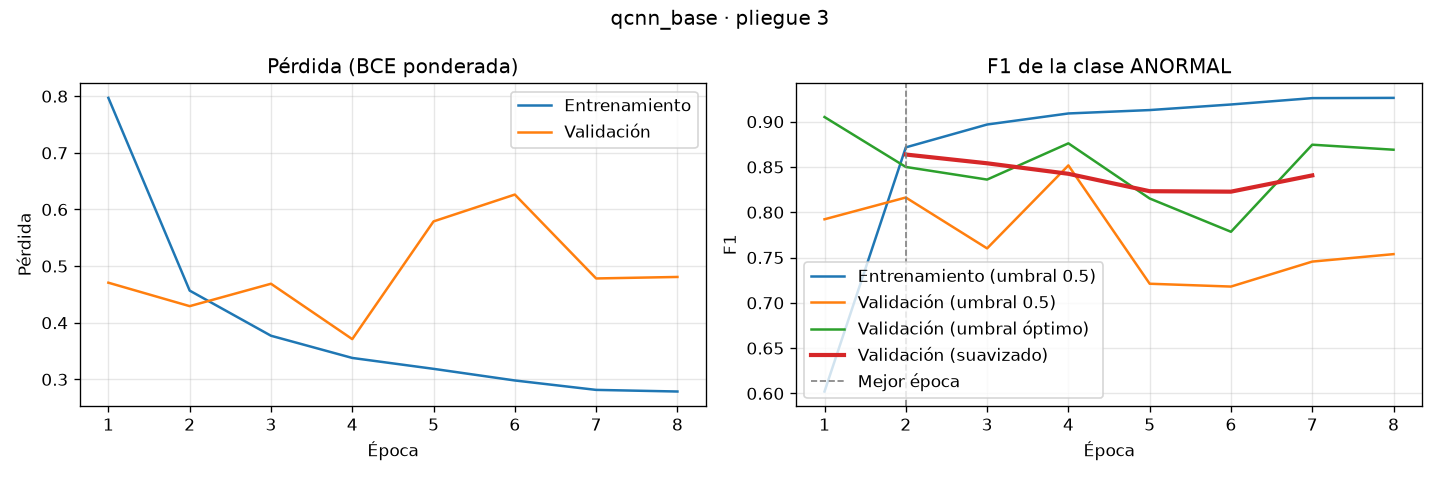 qcnn_base · pliegue 3
Pérdida (BCE ponderada)
Pérdida
0.8
0.7
0.6
0.5
0.4
0.3
Entrenamiento
Validación
1 2 3 4 5 6 7 8
Época
F1 de la clase ANORMAL
F1
0.90
0.85
0.80
0.75
0.70
0.65
0.60
Entrenamiento (umbral 0.5)
Validación (umbral 0.5)
Validación (umbral óptimo)
Validación (suavizado)
Mejor época
1 2 3 4 5 6 7 8
Época